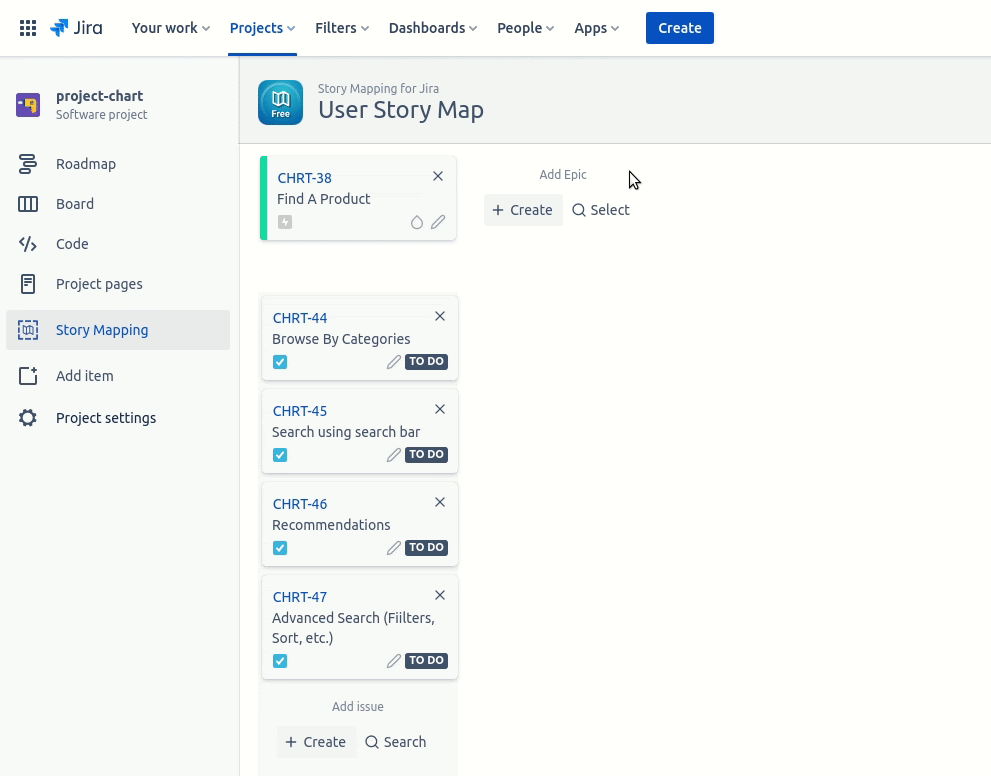 Jira
Your work
Projects
Filters
Dashboards
People
Apps
Create
project-chart
Software project
Roadmap
Board
Code
Project pages
Story Mapping
Add item
Project settings
Free
Story Mapping for Jira
User Story Map
CHRT-38
Find A Product
Add Epic
+ Create
Select
CHRT-44
Browse By Categories
TO DO
CHRT-45
Search using search bar
TO DO
CHRT-46
Recommendations
TO DO
CHRT-47
Advanced Search (Fiilters,
Sort, etc.)
TO DO
Add issue
+ Create
Search